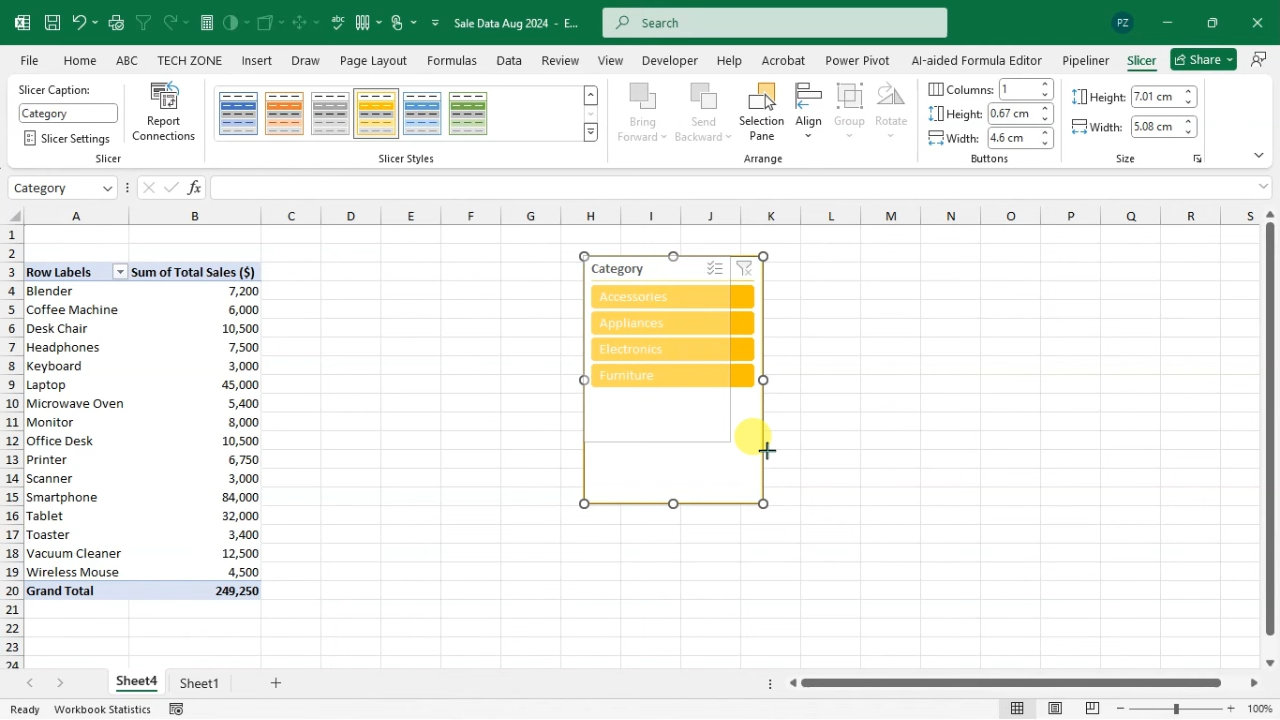 Sale Data Aug 2024 - E...
Search
PZ
File Home ABC TECH ZONE Insert Draw Page Layout Formulas Data Review View Developer Help Acrobat Power Pivot AI-aided Formula Editor Pipeliner Slicer Share
Slicer Caption:
Category
Slicer Settings
Report Connections
Slicer
Slicer Styles
Bring Forward
Send Backward
Selection Pane
Align
Group
Rotate
Arrange
Columns: 1
Height: 0.67 cm
Width: 4.6 cm
Buttons
Height: 7.01 cm
Width: 5.08 cm
Size
Category
fx
A B C D E F G H I J K L M N O P Q R S
1
2
3 Row Labels Sum of Total Sales ($)
4 Blender 7,200
5 Coffee Machine 6,000
6 Desk Chair 10,500
7 Headphones 7,500
8 Keyboard 3,000
9 Laptop 45,000
10 Microwave Oven 5,400
11 Monitor 8,000
12 Office Desk 10,500
13 Printer 6,750
14 Scanner 3,000
15 Smartphone 84,000
16 Tablet 32,000
17 Toaster 3,400
18 Vacuum Cleaner 12,500
19 Wireless Mouse 4,500
20 Grand Total 249,250
21
22
23
24
Category
Accessories
Appliances
Electronics
Furniture
Sheet4 Sheet1
Ready Workbook Statistics 100%